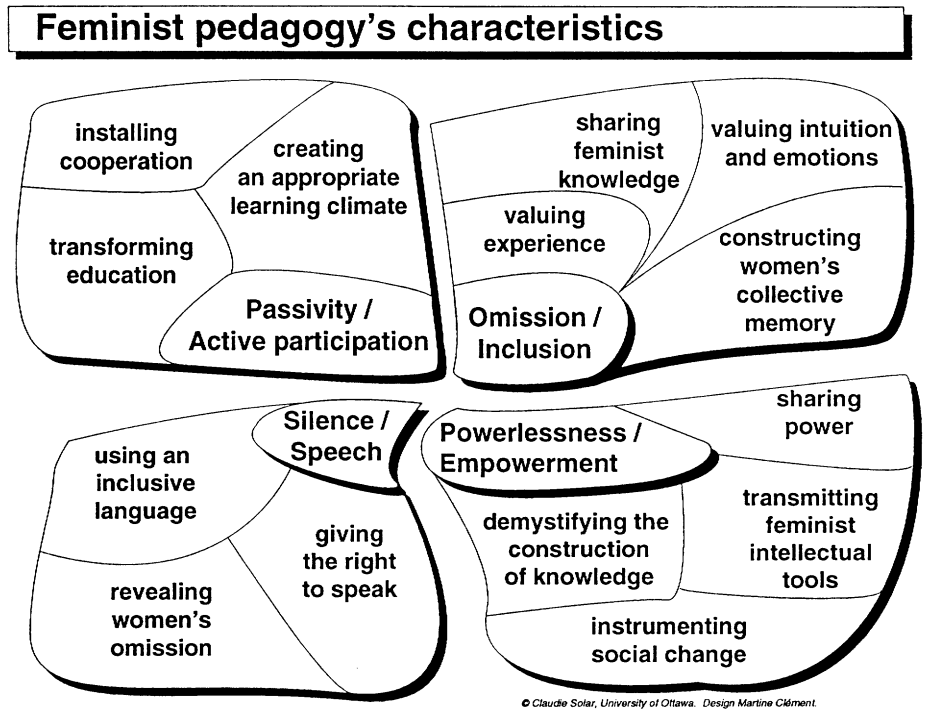 Feminist pedagogy's characteristics
installing
cooperation
creating
an appropriate
learning climate
transforming
education
Passivity /
Active participation
sharing
feminist
knowledge
valuing intuition
and emotions
valuing
experience
constructing
women's
collective
memory
Omission /
Inclusion
Silence /
Speech
using an
inclusive
language
giving
the right
to speak
revealing
women's
omission
Powerlessness /
Empowerment
sharing
power
demystifying the
construction
of knowledge
transmitting
feminist
intellectual
tools
instrumenting
social change
© Claudie Solar, University of Ottawa. Design Martine Clément.